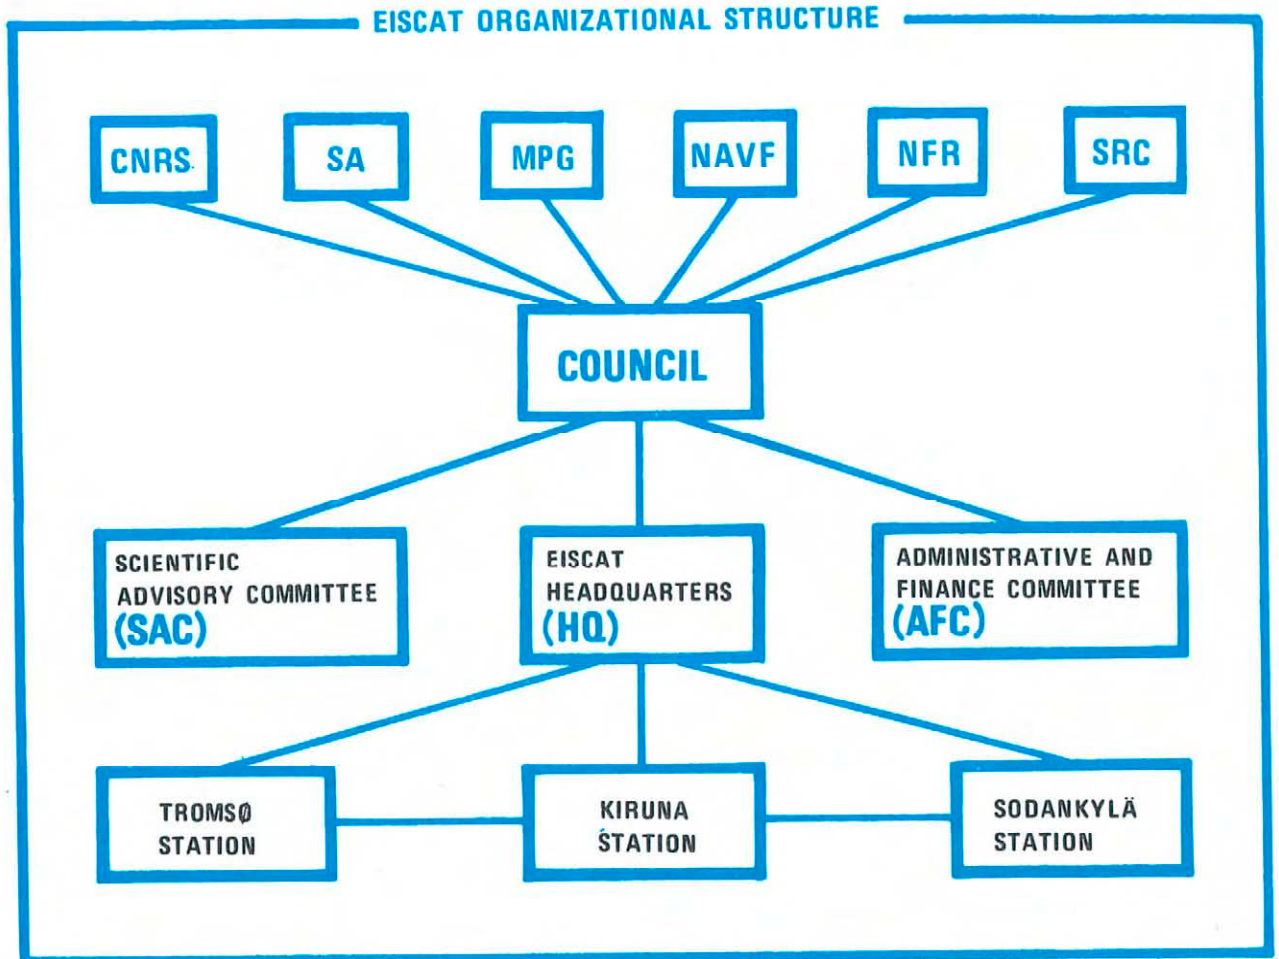 EISCAT ORGANIZATIONAL STRUCTURE
CNRS
SA
MPG
NAVF
NFR
SRC
COUNCIL
SCIENTIFIC
ADVISORY COMMITTEE
(SAC)
EISCAT
HEADQUARTERS
(HQ)
ADMINISTRATIVE AND
FINANCE COMMITTEE
(AFC)
TROMSØ
STATION
KIRUNA
STATION
SODANKYLÄ
STATION